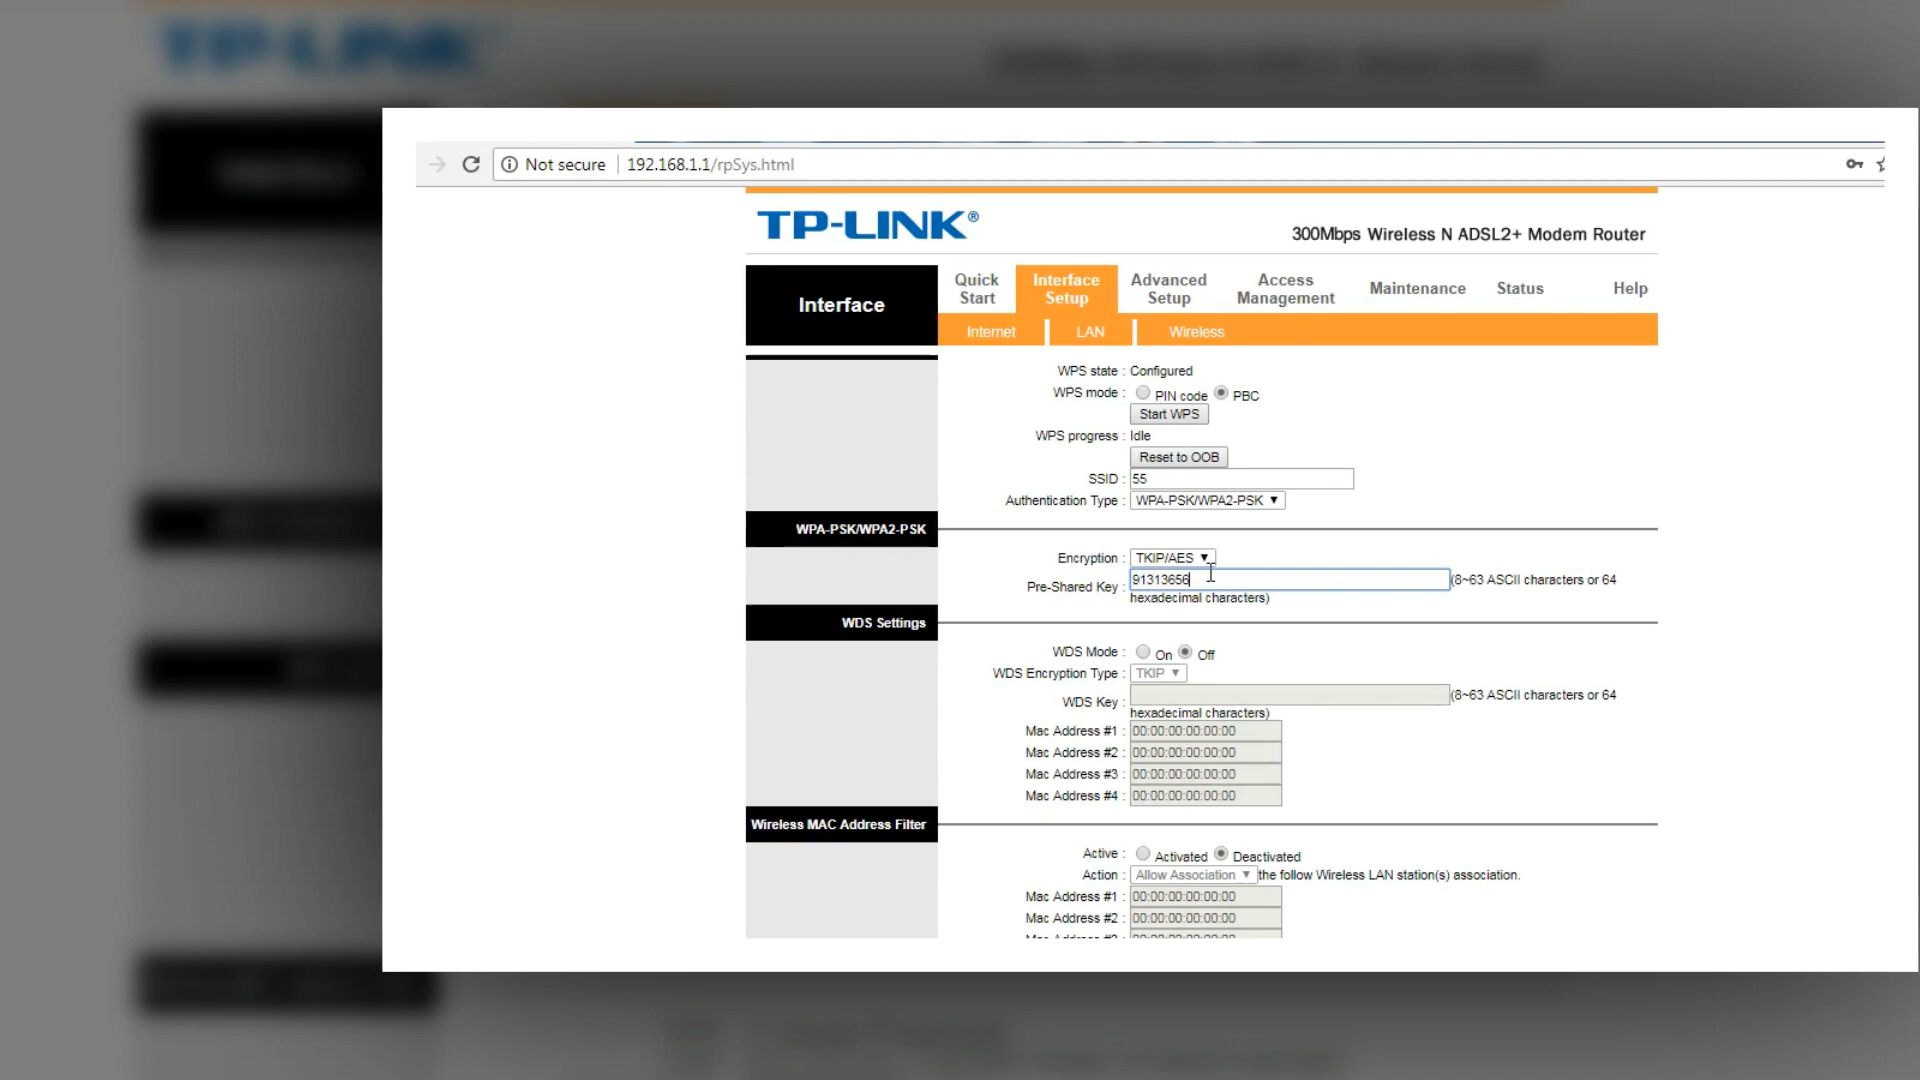 TP-LINK
Not secure 192.168.1.1/rpSys.html
TP-LINK®
300Mbps Wireless N ADSL2+ Modem Router
Interface
Quick Start
Interface Setup
Advanced Setup
Access Management
Maintenance
Status
Help
Internet LAN Wireless
WPS state : Configured
WPS mode : PIN code PBC
Start WPS
WPS progress : Idle
Reset to OOB
SSID : 55
Authentication Type : WPA-PSK/WPA2-PSK
WPA-PSK/WPA2-PSK
Encryption : TKIP/AES
Pre-Shared Key : 91313656 (8~63 ASCII characters or 64
hexadecimal characters)
WDS Settings
WDS Mode : On Off
WDS Encryption Type : TKIP
WDS Key : (8~63 ASCII characters or 64
hexadecimal characters)
Mac Address #1 : 00:00:00:00:00:00
Mac Address #2 : 00:00:00:00:00:00
Mac Address #3 : 00:00:00:00:00:00
Mac Address #4 : 00:00:00:00:00:00
Wireless MAC Address Filter
Active : Activated Deactivated
Action : Allow Association the follow Wireless LAN station(s) association.
Mac Address #1 : 00:00:00:00:00:00
Mac Address #2 : 00:00:00:00:00:00